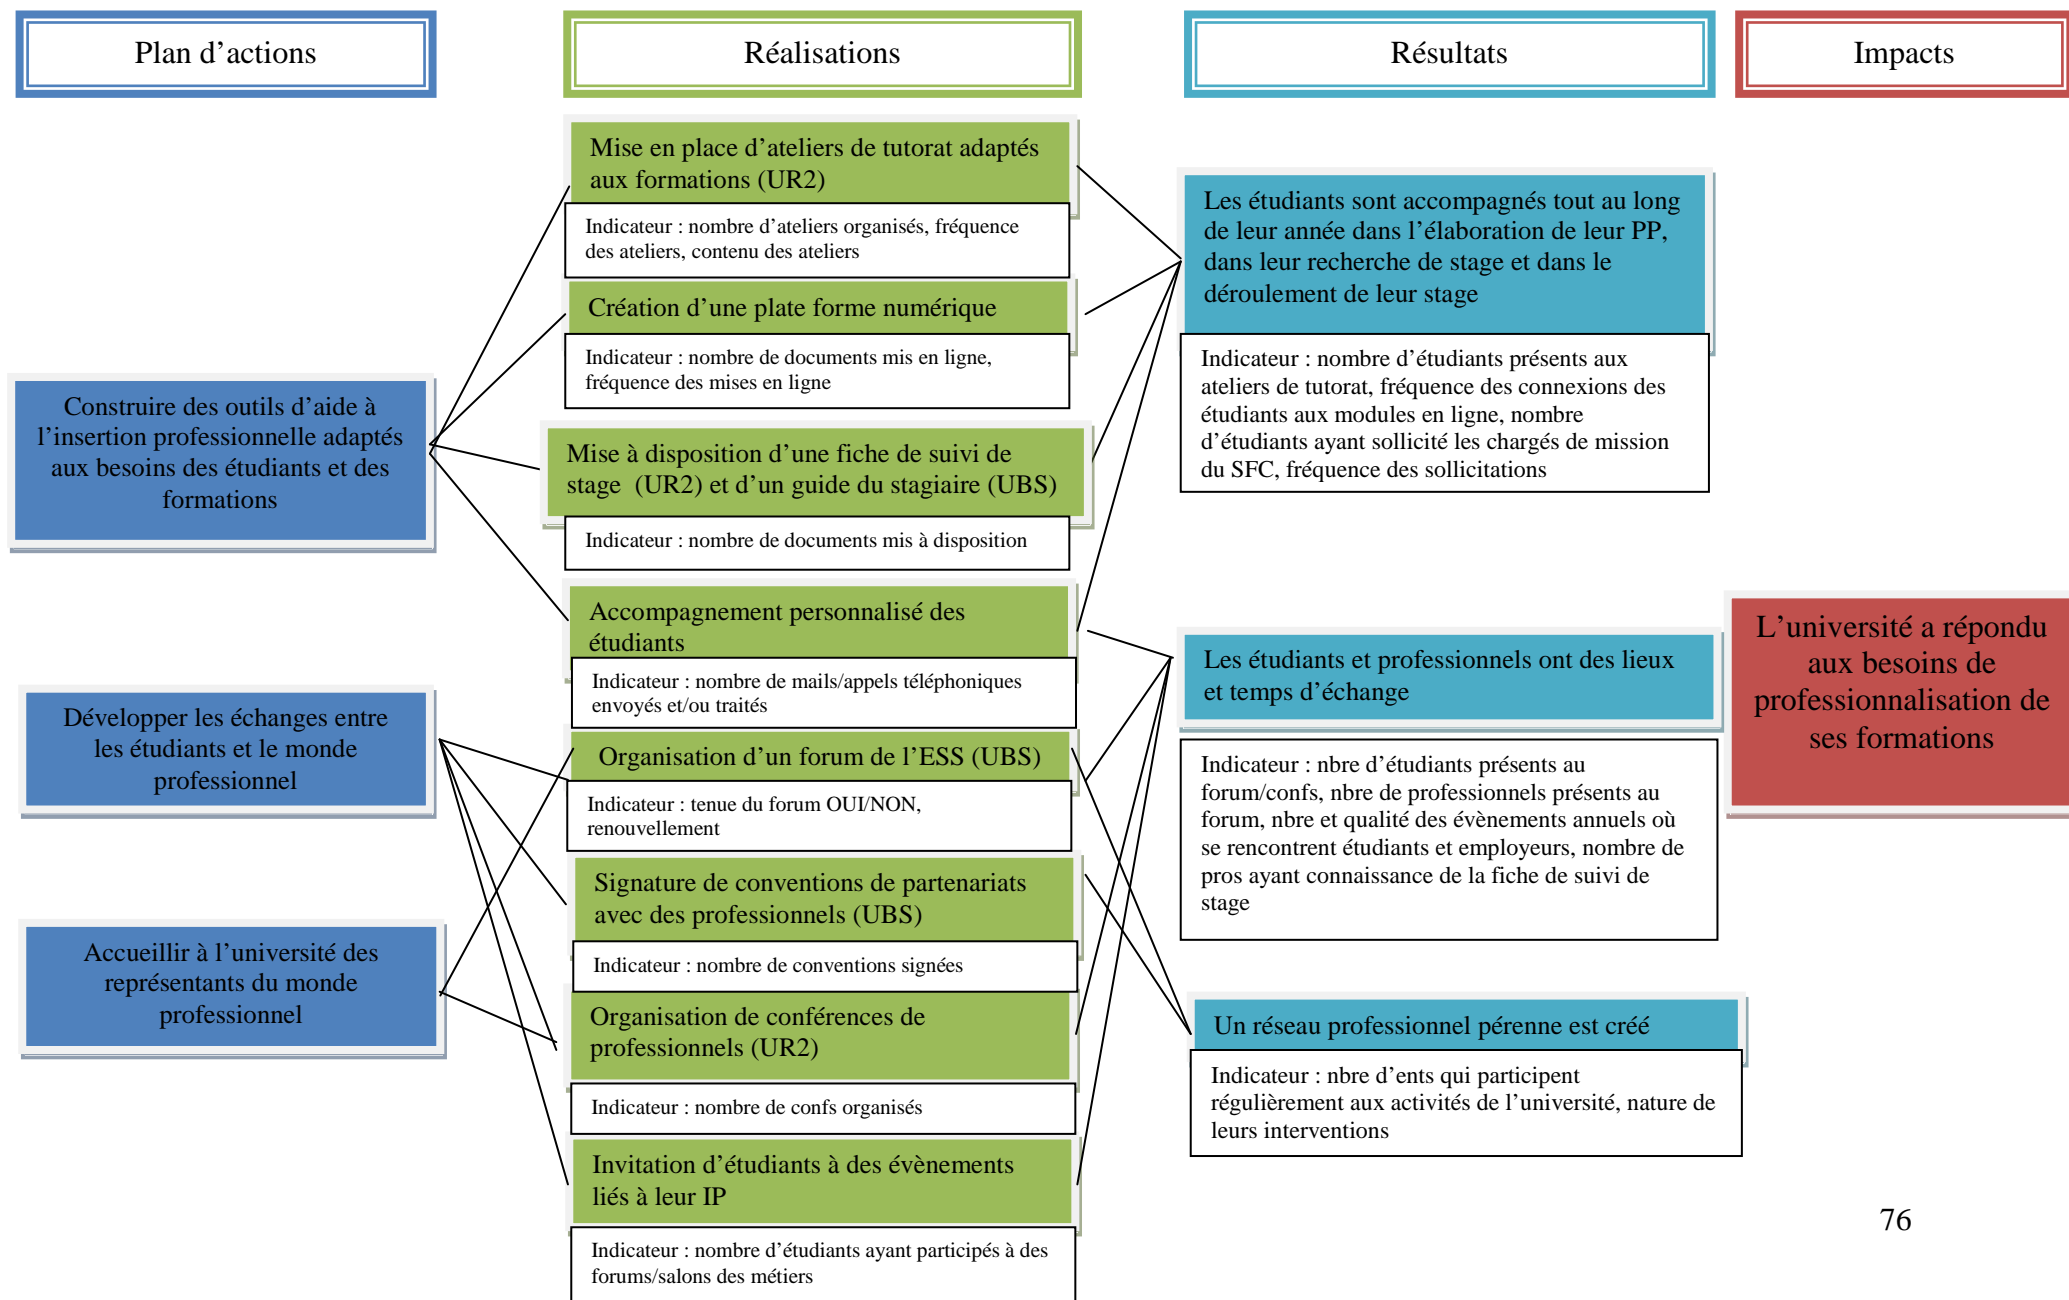 Plan d’actions
Réalisations
Résultats
Impacts
Construire des outils d’aide à
l’insertion professionnelle adaptés
aux besoins des étudiants et des
formations
Développer les échanges entre
les étudiants et le monde
professionnel
Accueillir à l’université des
représentants du monde
professionnel
Mise en place d’ateliers de tutorat adaptés
aux formations (UR2)
Indicateur : nombre d’ateliers organisés, fréquence
des ateliers, contenu des ateliers
Création d’une plate forme numérique
Indicateur : nombre de documents mis en ligne,
fréquence des mises en ligne
Mise à disposition d’une fiche de suivi de
stage  (UR2) et d’un guide du stagiaire (UBS)
Indicateur : nombre de documents mis à disposition
Accompagnement personnalisé des
étudiants
Indicateur : nombre de mails/appels téléphoniques
envoyés et/ou traités
Organisation d’un forum de l’ESS (UBS)
Indicateur : tenue du forum OUI/NON,
renouvellement
Signature de conventions de partenariats
avec des professionnels (UBS)
Indicateur : nombre de conventions signées
Organisation de conférences de
professionnels (UR2)
Indicateur : nombre de confs organisés
Invitation d’étudiants à des évènements
liés à leur IP
Indicateur : nombre d’étudiants ayant participés à des
forums/salons des métiers
Les étudiants sont accompagnés tout au long
de leur année dans l’élaboration de leur PP,
dans leur recherche de stage et dans le
déroulement de leur stage
Indicateur : nombre d’étudiants présents aux
ateliers de tutorat, fréquence des connexions des
étudiants aux modules en ligne, nombre
d’étudiants ayant sollicité les chargés de mission
du SFC, fréquence des sollicitations
Les étudiants et professionnels ont des lieux
et temps d’échange
Indicateur : nbre d’étudiants présents au
forum/confs, nbre de professionnels présents au
forum, nbre et qualité des évènements annuels où
se rencontrent étudiants et employeurs, nombre de
pros ayant connaissance de la fiche de suivi de
stage
Un réseau professionnel pérenne est créé
Indicateur : nbre d’ents qui participent
régulièrement aux activités de l’université, nature de
leurs interventions
L’université a répondu
aux besoins de
professionnalisation de
ses formations
76